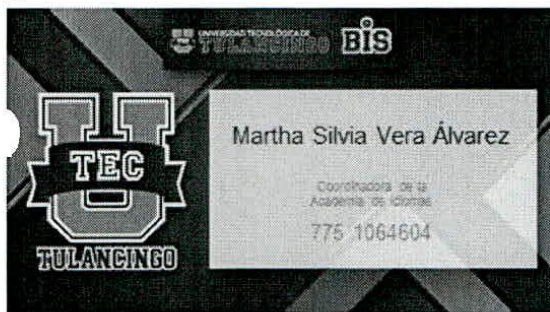 UNIVERSIDAD TECNOLÓGICA DE
TULANCINGO
BIS
U
TEC
TULANCINGO
Martha Silvia Vera Álvarez
Coordinadora de la
Academia de Idiomas
775 1064604